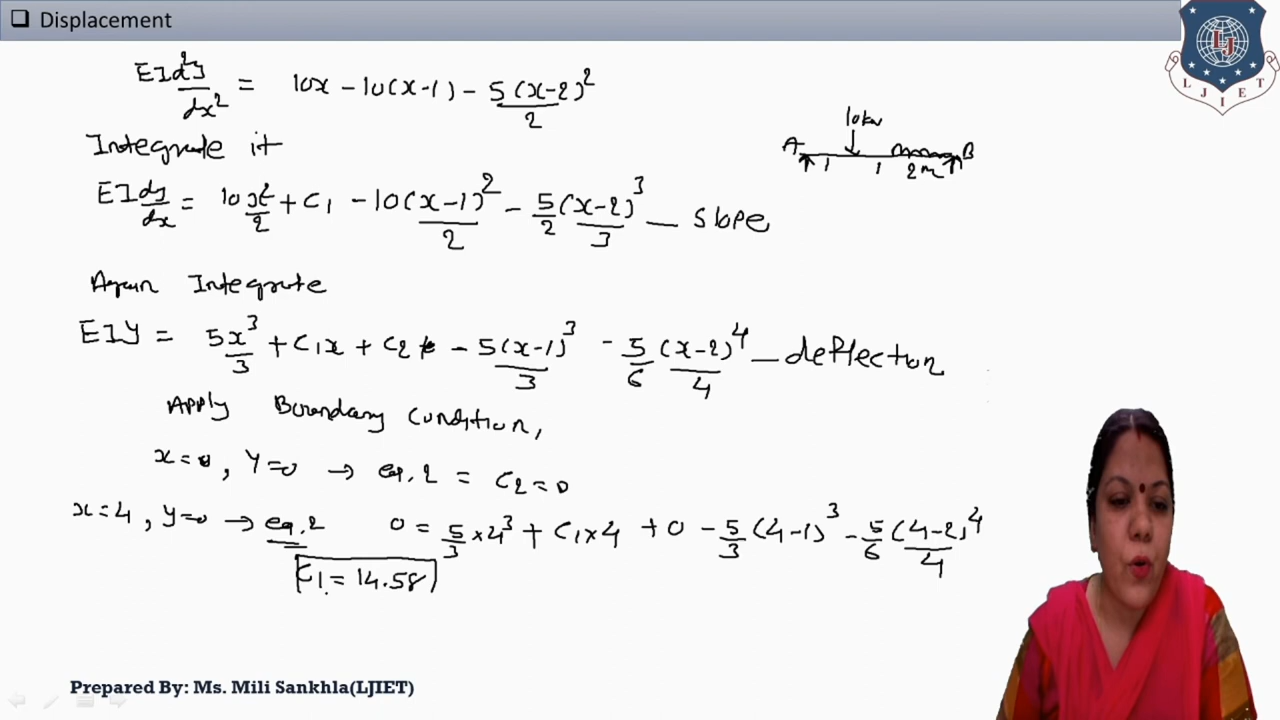 Displacement
LJIET
EI d²y/dx² = 10x - 10(x-1) - 5(x-2)²/2
10kN
A 1 1 2m B
Integrate it
EI dy/dx = 10x²/2 + C1 - 10(x-1)²/2 - 5/2 (x-2)³/3 — slope
Again Integrate
EIY = 5x³/3 + C1x + C2 - 5(x-1)³/3 - 5/6 (x-2)⁴/4 — deflection
Apply Boundary Condition,
x=0, Y=0 → eq. 2 = C2=0
x=4, Y=0 → eq. 2 0 = 5/3 ×4³ + C1×4 + 0 - 5/3 (4-1)³ - 5/6 (4-2)⁴/4
C1 = 14.58
Prepared By: Ms. Mili Sankhla(LJIET)